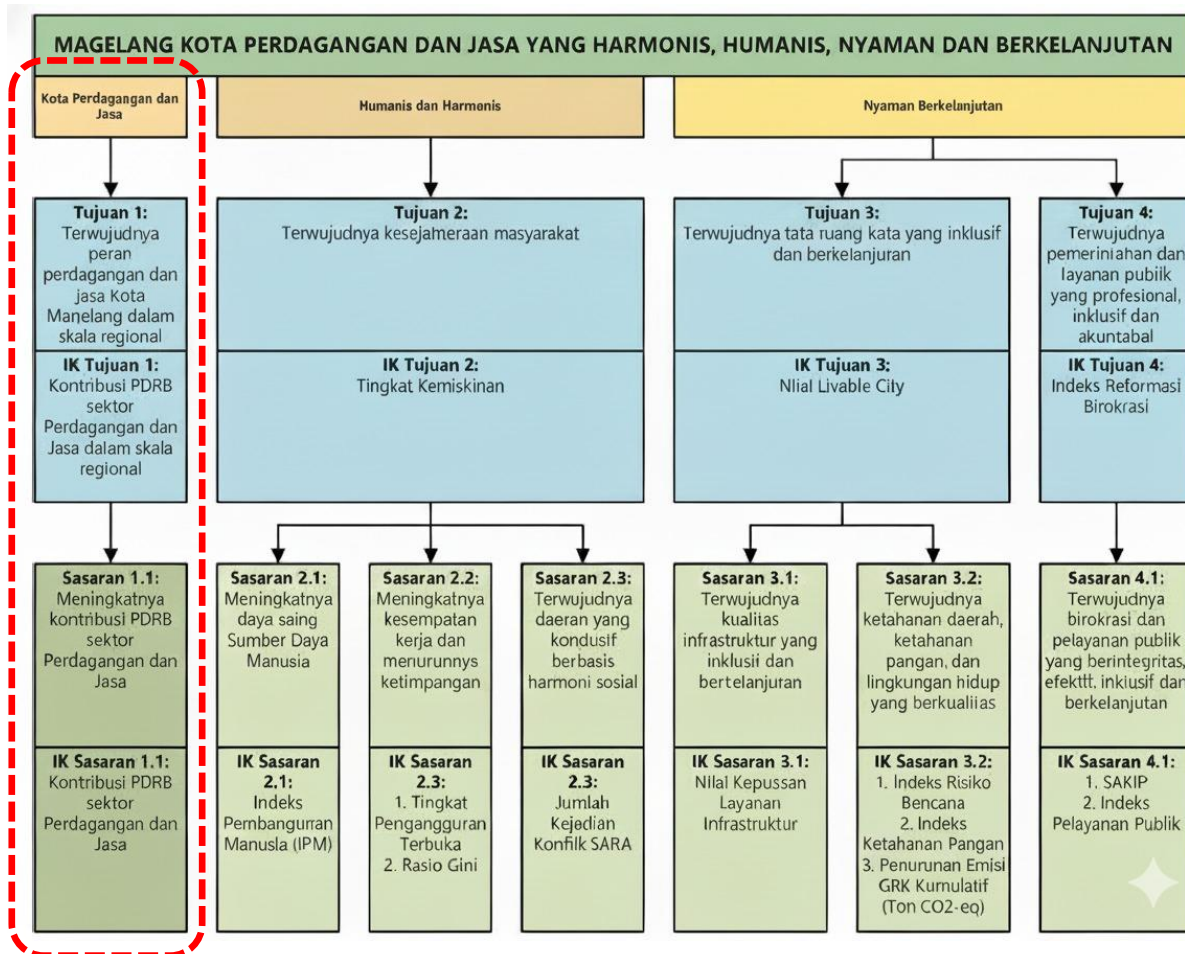 MAGELANG KOTA PERDAGANGAN DAN JASA YANG HARMONIS, HUMANIS, NYAMAN DAN BERKELANJUTAN
Kota Perdagangan dan
Jasa
Humanis dan Harmonis
Nyaman Berkelanjutan
Tujuan 1:
Terwujudnya
peran
perdagangan dan
jasa Kota
Manelang dalam
skala regional
IK Tujuan 1:
Kontribusi PDRB
sektor
Perdagangan dan
Jasa dalam skala
regional
Tujuan 2:
Terwujudnya kesejameraan masyarakat
IK Tujuan 2:
Tingkat Kemiskinan
Tujuan 3:
Terwujudnya tata ruang kata yang inklusif
dan berkelanjuran
IK Tujuan 3:
Nlial Livable City
Tujuan 4:
Terwujudnya
pemerinıahan dan
layanan pubiik
yang profesional,
inklusif dan
akuntabal
IK Tujuan 4:
Indeks Reformasi
Birokrasi
Sasaran 1.1:
Meningkatnya
kontribusi PDRB
sektor
Perdagangan dan
Jasa
IK Sasaran 1.1:
Kontribusi PDRB
sektor
Perdagangan dan
Jasa
Sasaran 2.1:
Meningkatnya
daya saing
Sumber Daya
Manusia
IK Sasaran
2.1:
Indeks
Pembangurran
Manusla (IPM)
Sasaran 2.2:
Meningkatnya
kesempatan
kerja dan
menurunnys
ketimpangan
IK Sasaran
2.3:
1. Tingkat
Pengangguran
Terbuka
2. Rasio Gini
Sasaran 2.3:
Terwujudnya
daeran yang
kondusif
berbasis
harmoni sosial
IK Sasaran
2.3:
Jumlah
Kejedian
Konfilk SARA
Sasaran 3.1:
Terwujudnya
kualitas
infrastruktur yang
inklusii dan
bertelanjuran
IK Sasaran 3.1:
Nilal Kepussan
Layanan
Infrastruktur
Sasaran 3.2:
Terwujudnya
ketahanan daerah,
ketahanan
pangan, dan
lingkungan hidup
yang berkualiias
IK Sasaran 3.2:
1. Indeks Risiko
Bencana
2. Indeks
Ketahanan Pangan
3. Penurunan Emisi
GRK Kumulatif
(Ton CO2-eq)
Sasaran 4.1:
Terwujudnya
birokrasi dan
pelayanan publik
yang berintegritas,
efekttt, inkiusif dan
berkelanjutan
IK Sasaran 4.1:
1. SAKIP
2. Indeks
Pelayanan Publik